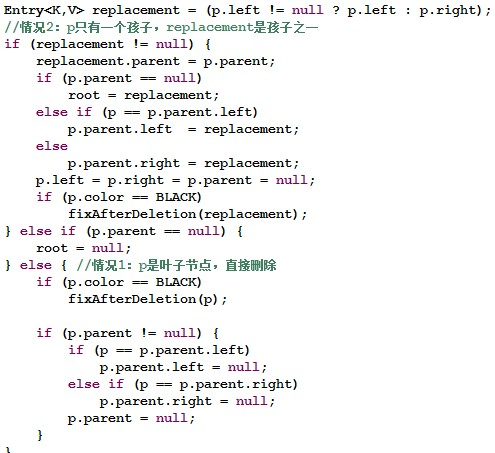 Entry<K,V> replacement = (p.left != null ? p.left : p.right);
//情况2：p只有一个孩子，replacement是孩子之一
if (replacement != null) {
    replacement.parent = p.parent;
    if (p.parent == null)
        root = replacement;
    else if (p == p.parent.left)
        p.parent.left  = replacement;
    else
        p.parent.right = replacement;
    p.left = p.right = p.parent = null;
    if (p.color == BLACK)
        fixAfterDeletion(replacement);
} else if (p.parent == null) {
    root = null;
} else { //情况1：p是叶子节点，直接删除
    if (p.color == BLACK)
        fixAfterDeletion(p);
    if (p.parent != null) {
        if (p == p.parent.left)
            p.parent.left = null;
        else if (p == p.parent.right)
            p.parent.right = null;
        p.parent = null;
    }
}